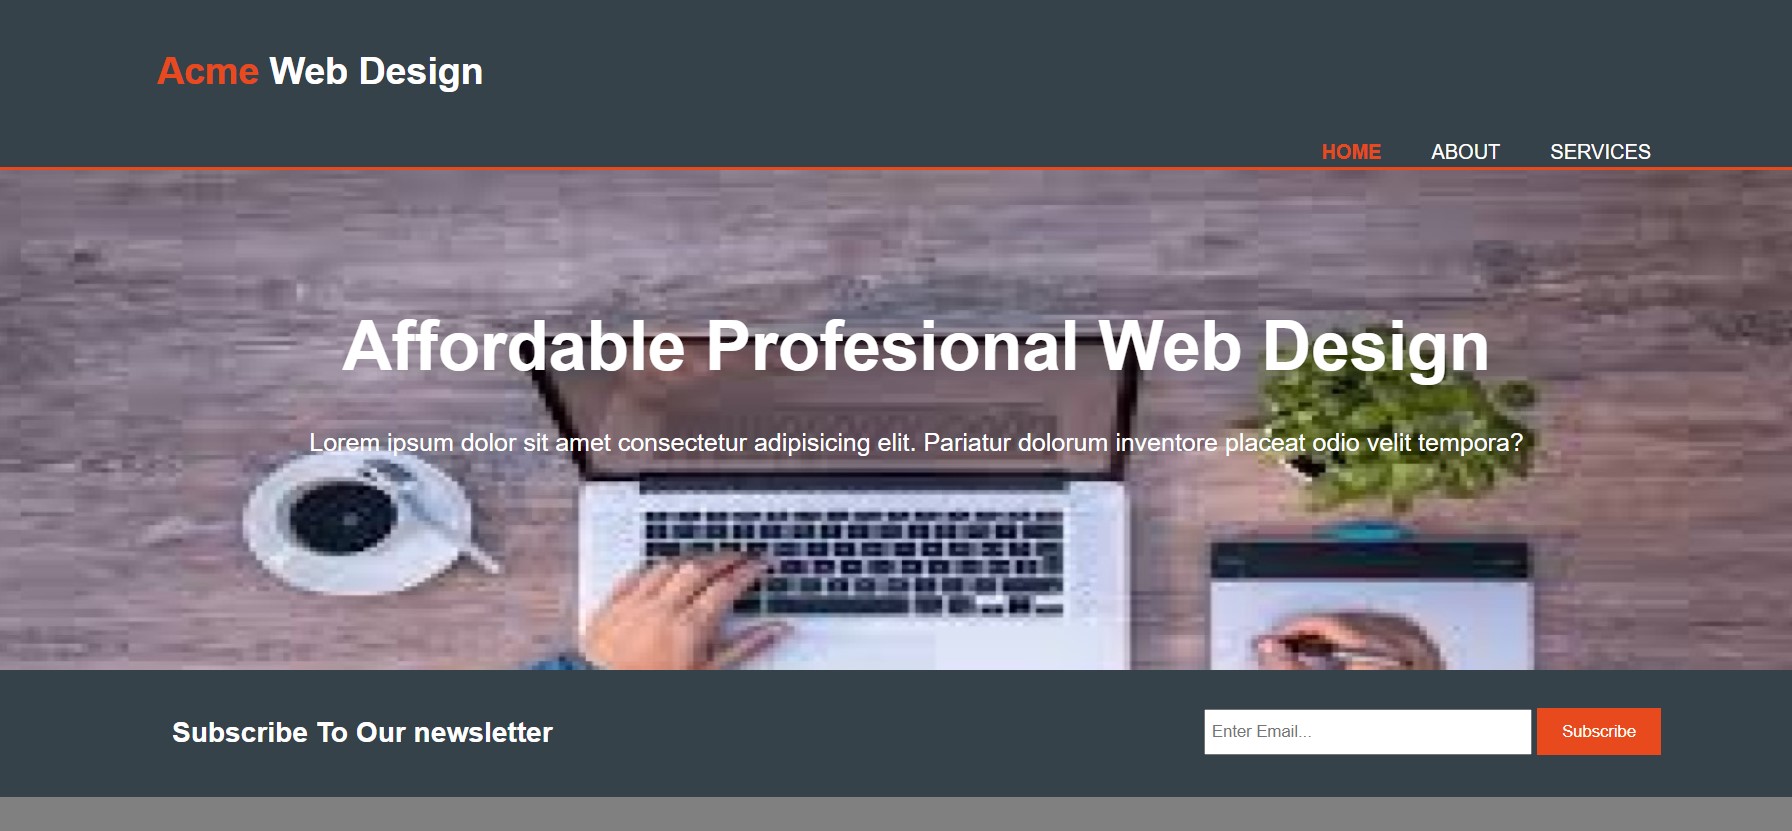 Acme Web Design
HOME ABOUT SERVICES
Affordable Profesional Web Design
Lorem ipsum dolor sit amet consectetur adipisicing elit. Pariatur dolorum inventore placeat odio velit tempora?
Subscribe To Our newsletter
Enter Email... Subscribe